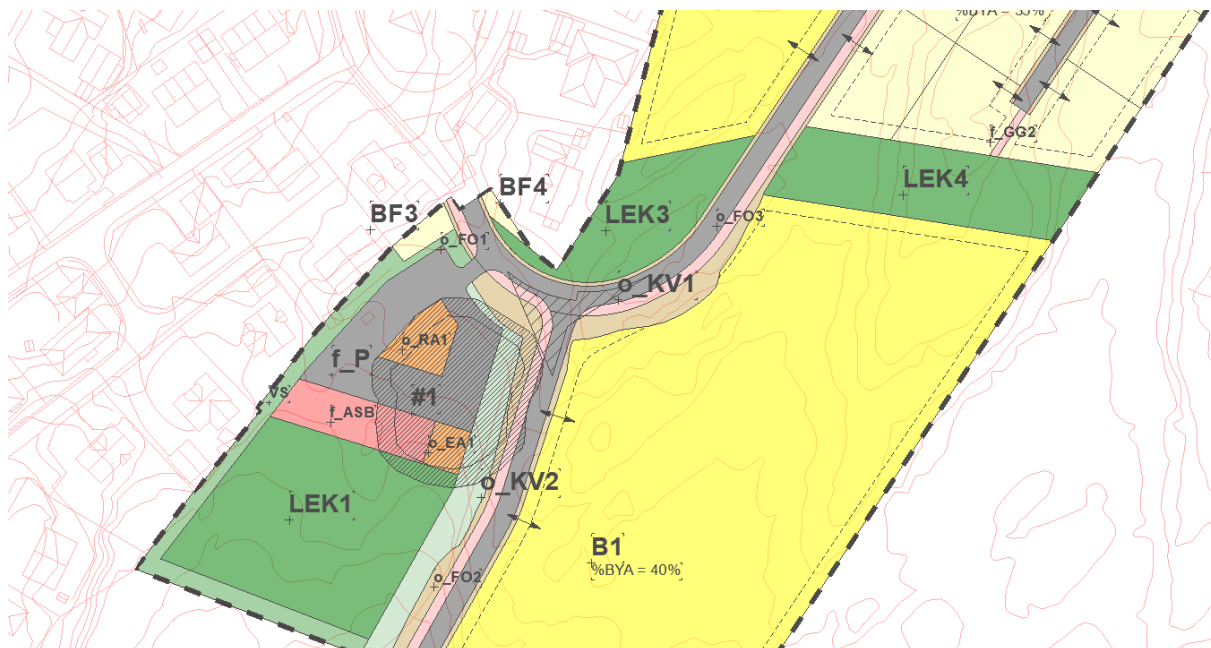 %BYA = 35%
f_GG2
LEK4
BF4
BF3
LEK3
o_FO3
o_FO1
o_KV1
o_RA1
f_P
VS
#1
f_ASB
o_EA1
o_KV2
LEK1
B1
%BYA = 40%
o_FO2